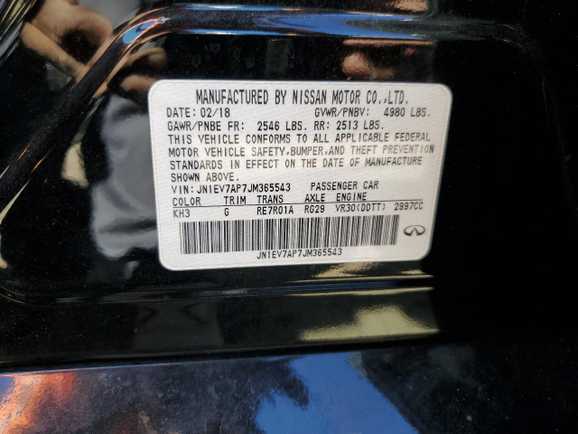 MANUFACTURED BY NISSAN MOTOR CO.,LTD.
DATE: 02/18 GVWR/PNBV: 4980 LBS.
GAWR/PNBE FR: 2546 LBS. RR: 2513 LBS.
THIS VEHICLE CONFORMS TO ALL APPLICABLE FEDERAL
MOTOR VEHICLE SAFETY, BUMPER, AND THEFT PREVENTION
STANDARDS IN EFFECT ON THE DATE OF MANUFACTURE
SHOWN ABOVE.
VIN: JN1EV7AP7JM365543 PASSENGER CAR
COLOR TRIM TRANS AXLE ENGINE
KH3 G RE7R01A RG29 VR30(DDTT) 2997CC
JN1EV7AP7JM365543